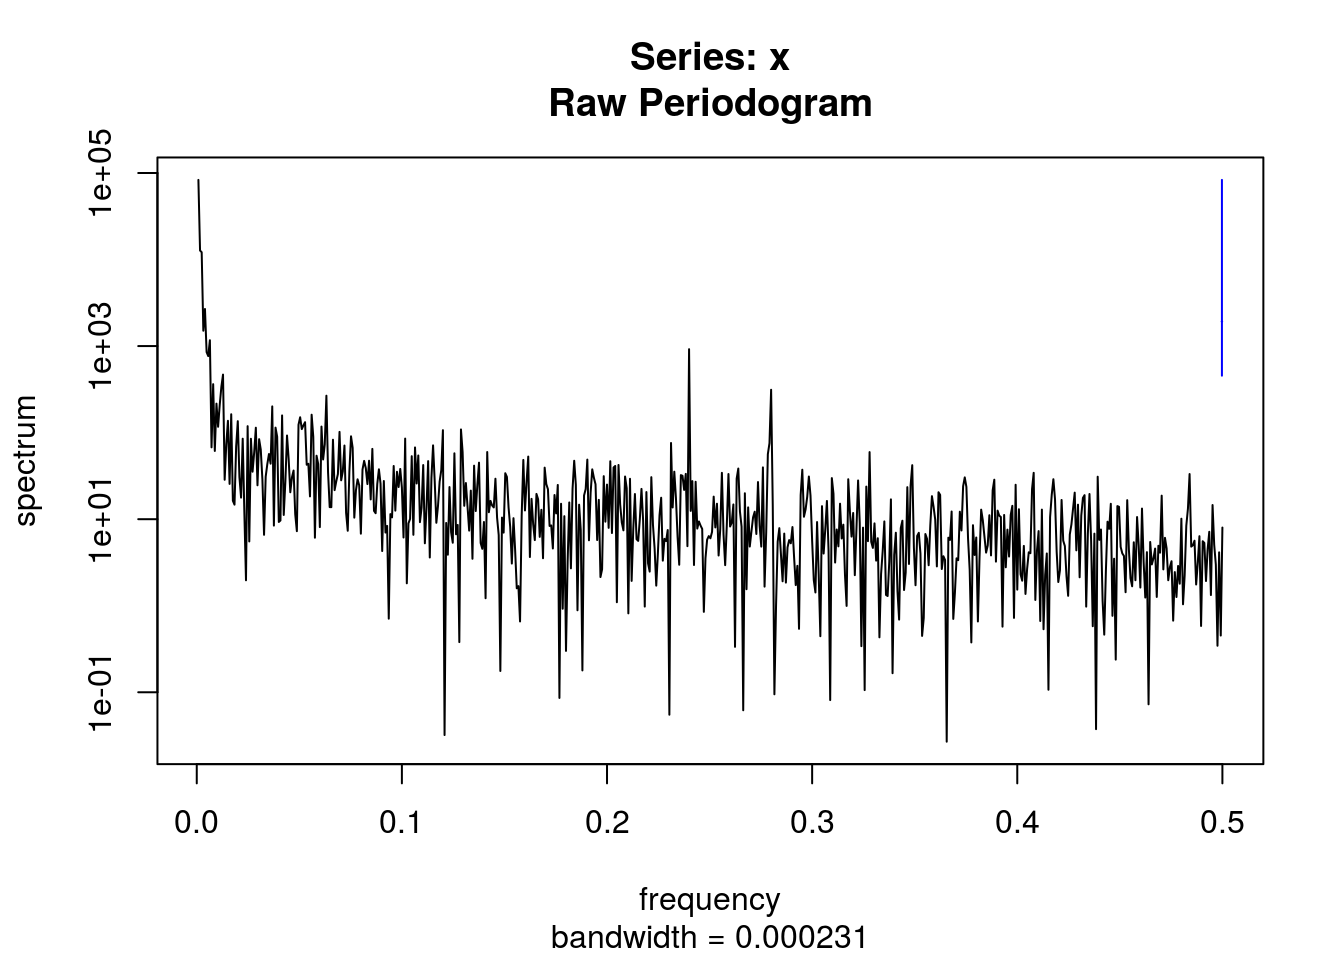 Series: x
Raw Periodogram
spectrum
1e+05
1e+03
1e+01
1e-01
0.0 0.1 0.2 0.3 0.4 0.5
frequency
bandwidth = 0.000231